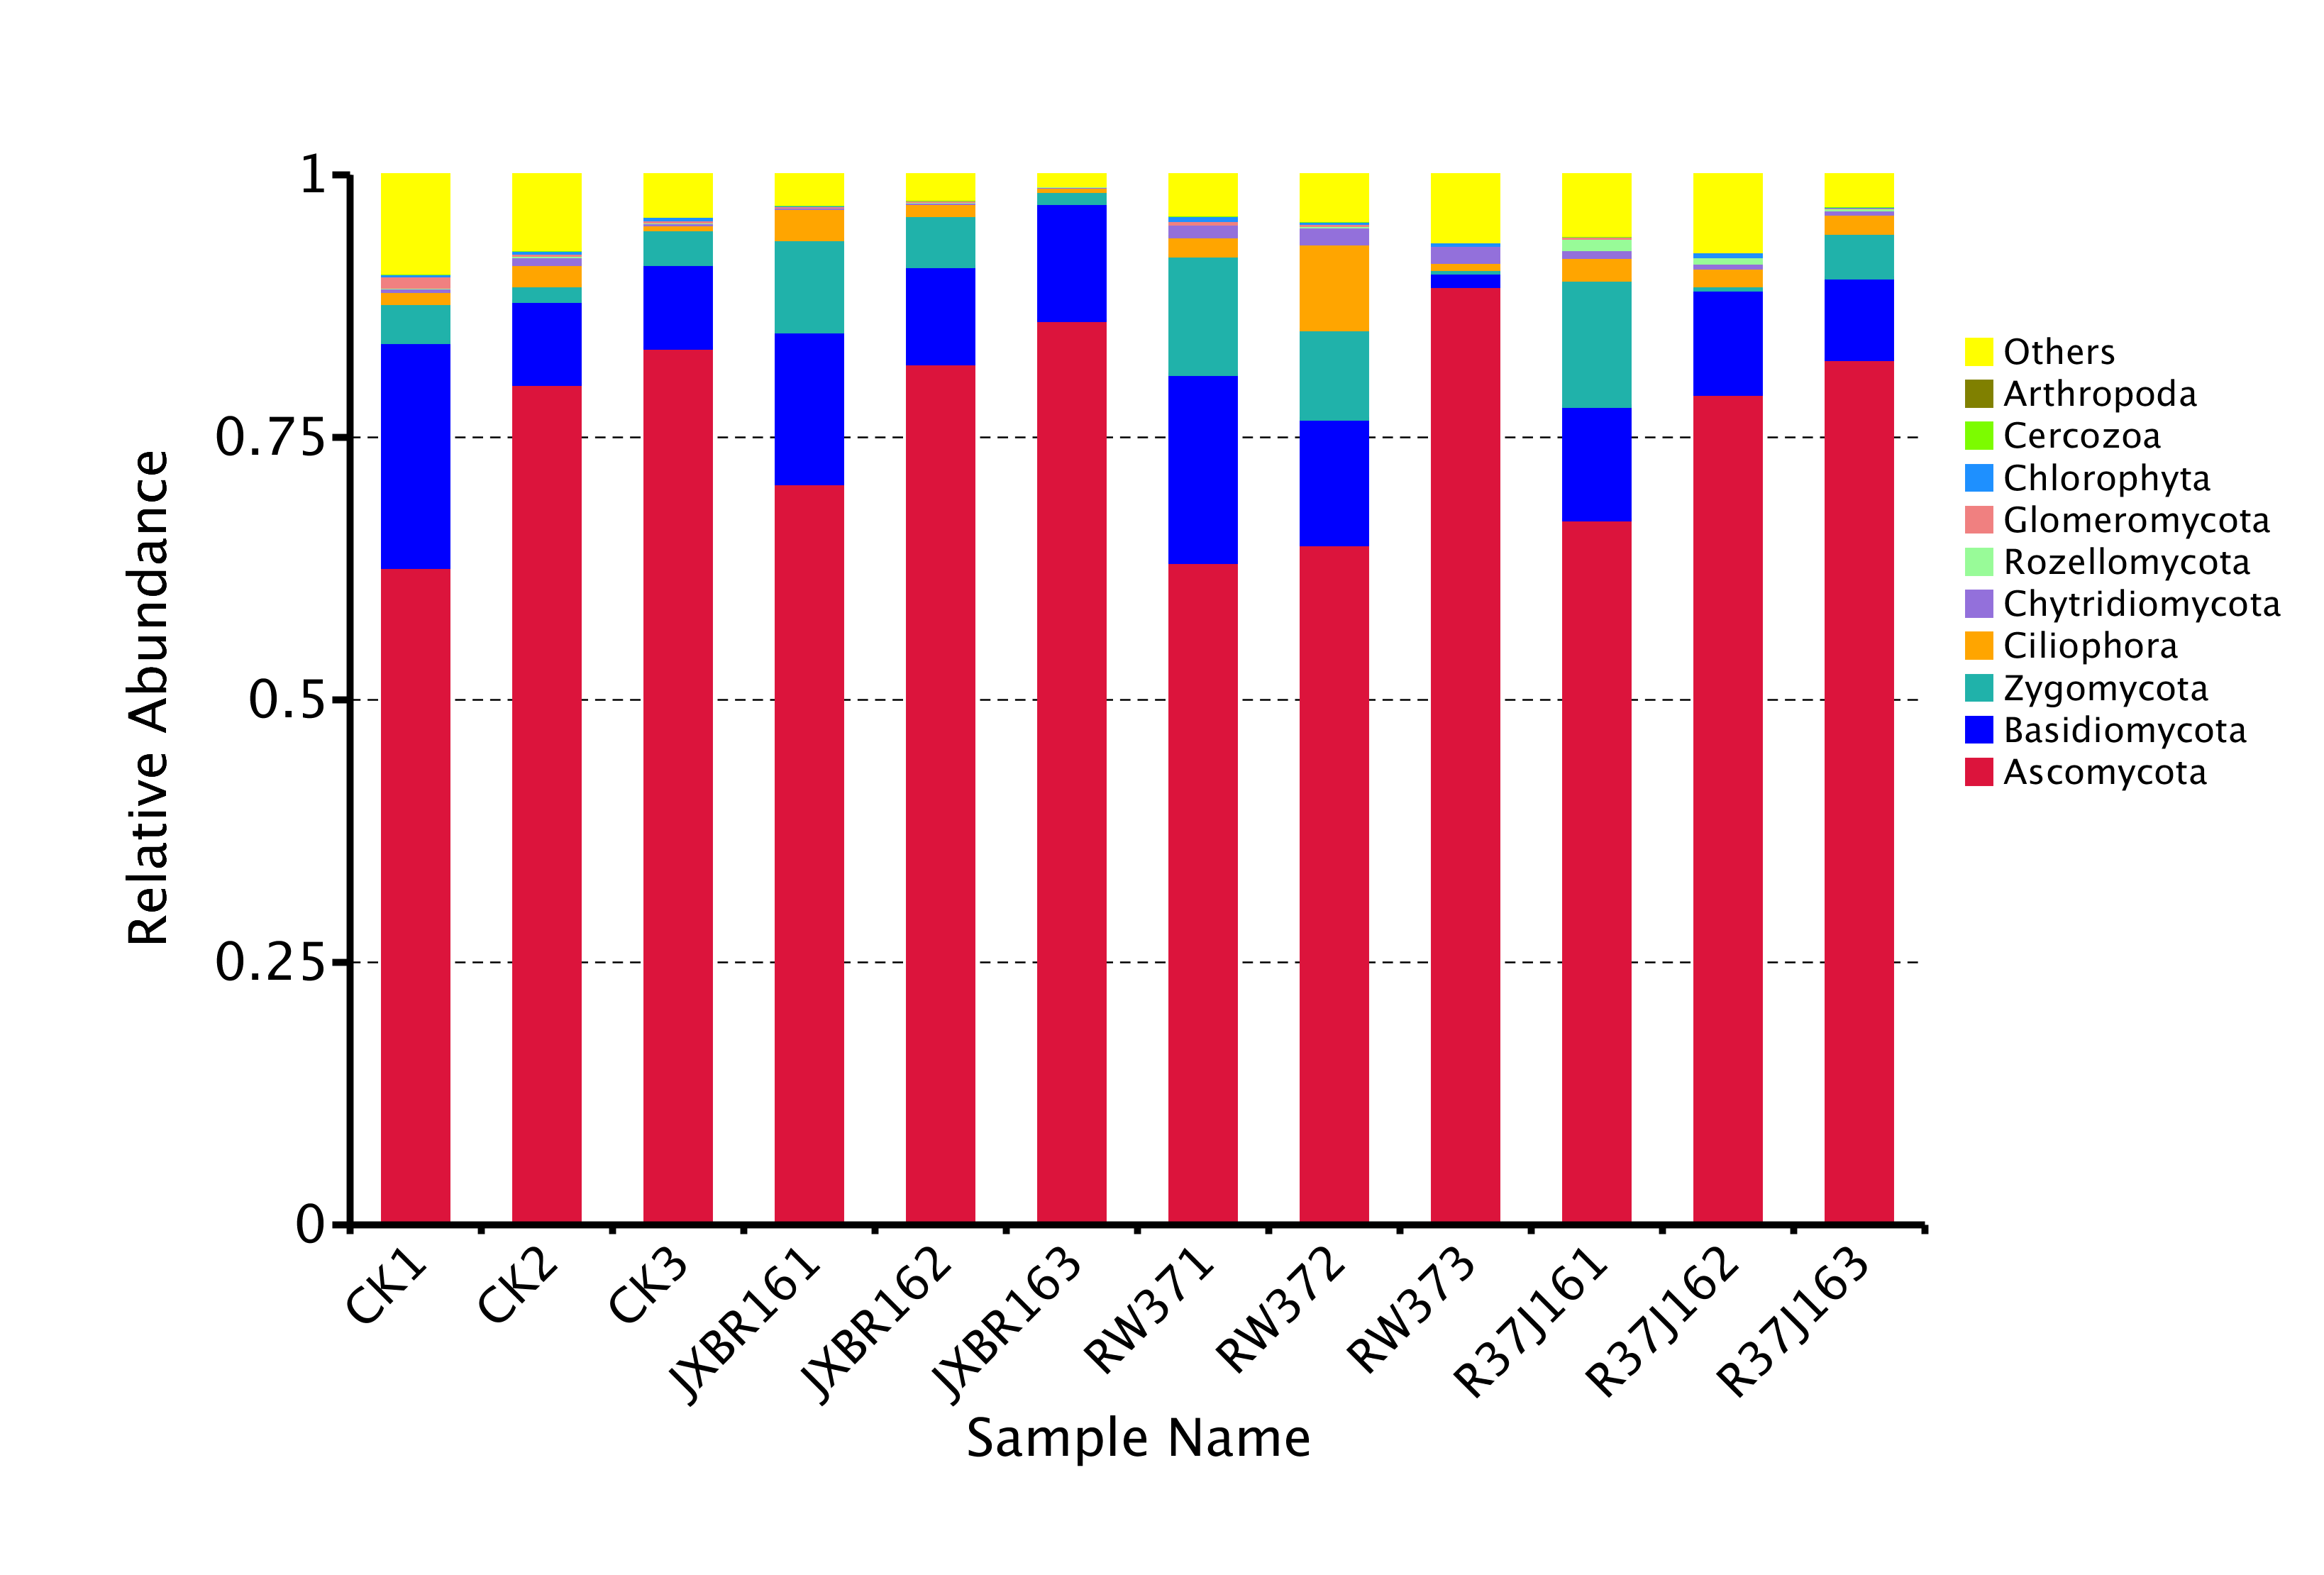 1
0.75
0.5
0.25
0
Relative Abundance
CK1
CK2
CK3
JXBR161
JXBR162
JXBR163
RW371
RW372
RW373
R37J161
R37J162
R37J163
Sample Name
Others
Arthropoda
Cercozoa
Chlorophyta
Glomeromycota
Rozellomycota
Chytridiomycota
Ciliophora
Zygomycota
Basidiomycota
Ascomycota